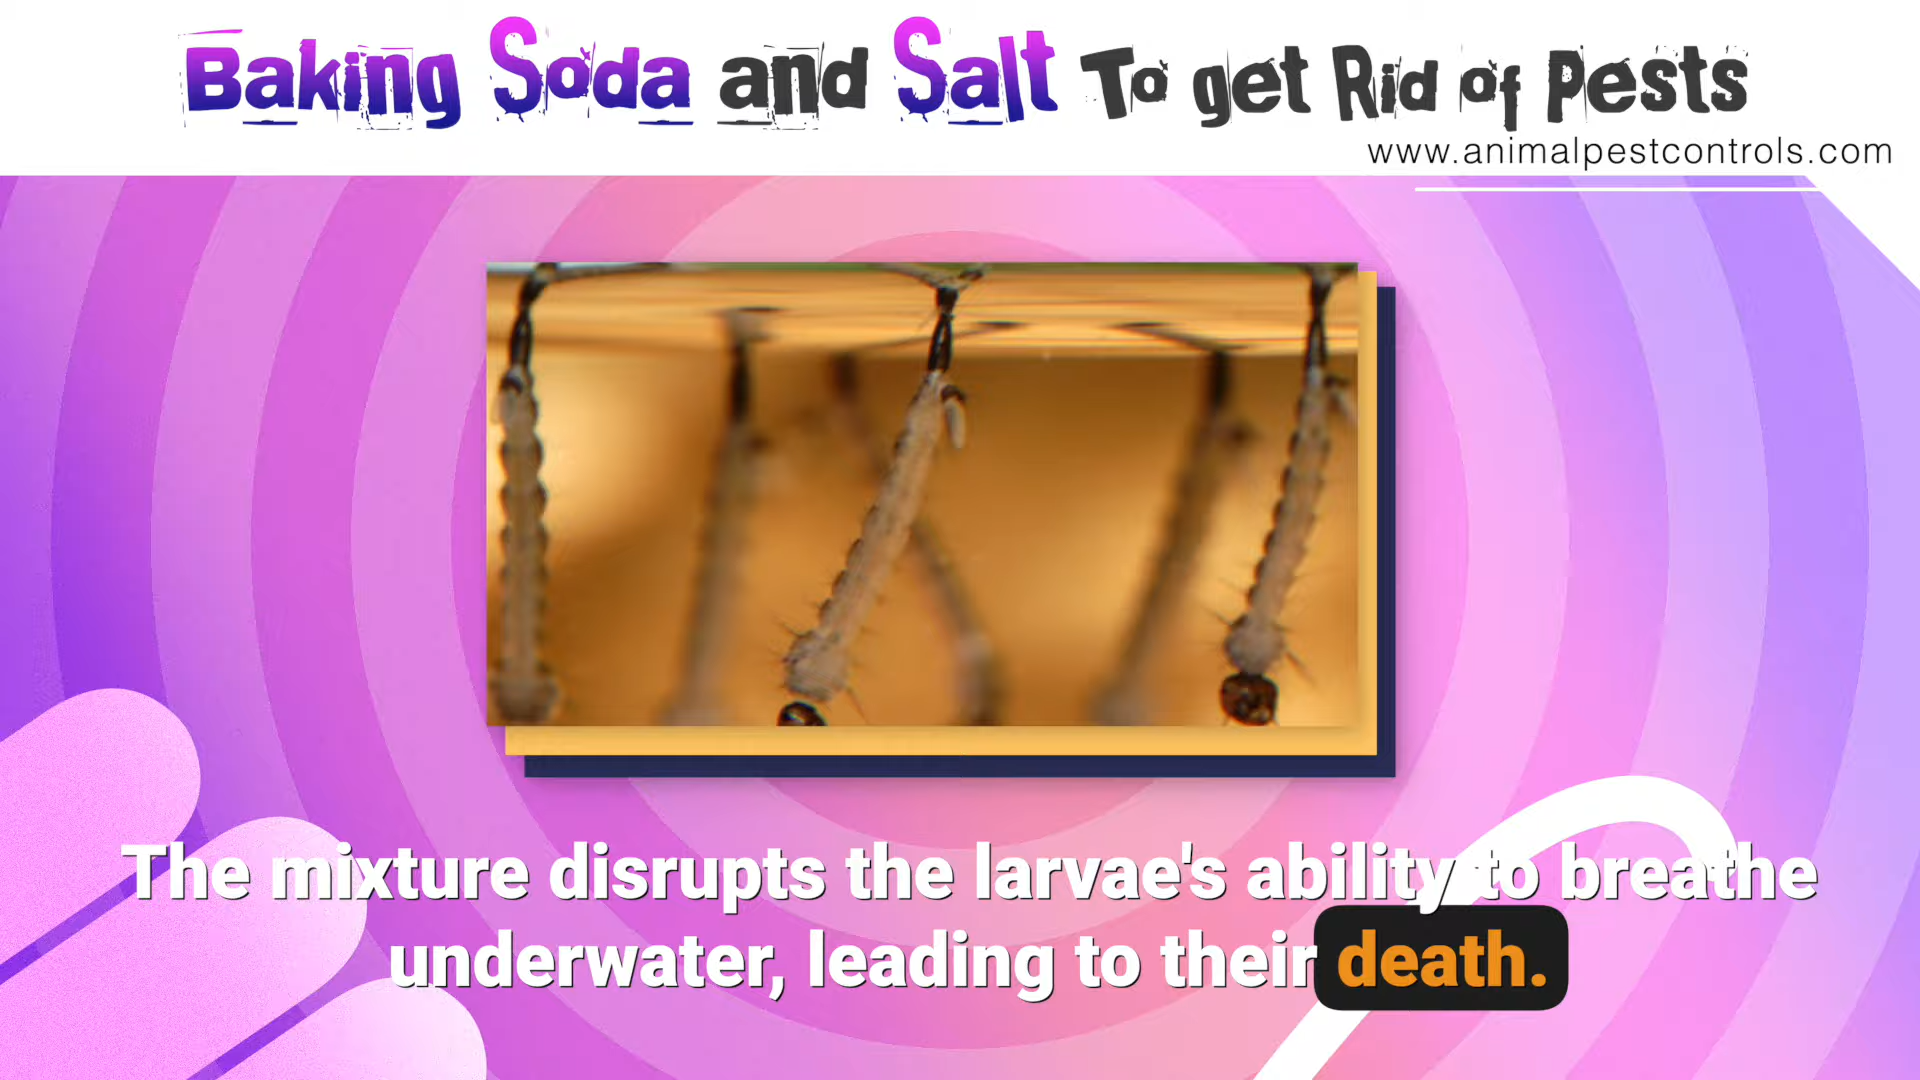 Baking Soda and Salt To get Rid of Pests
www.animalpestcontrols.com
The mixture disrupts the larvae's ability to breathe
underwater, leading to their death.